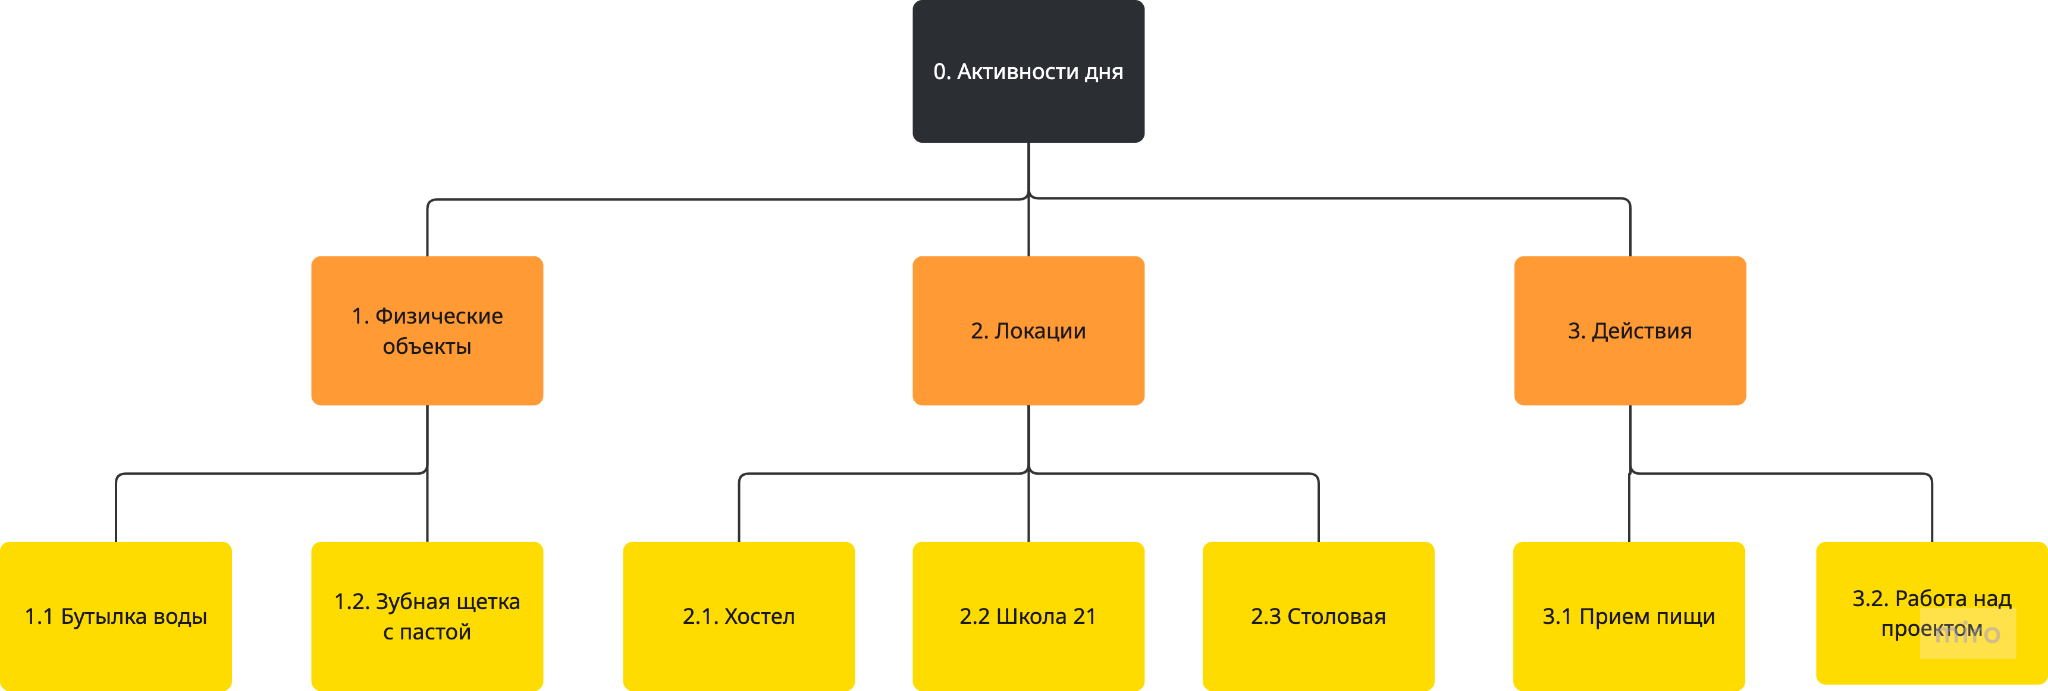 0. Активности дня
1. Физические
объекты
2. Локации
3. Действия
1.1 Бутылка воды
1.2. Зубная щетка
с пастой
2.1. Хостел
2.2 Школа 21
2.3 Столовая
3.1 Прием пищи
3.2. Работа над
проектом
miro